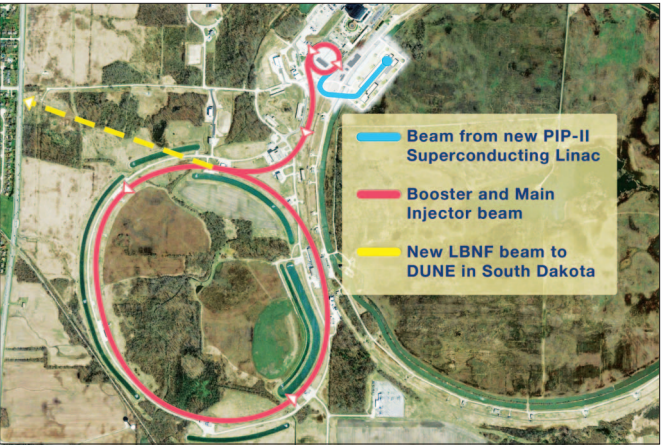 Beam from new PIP-II
Superconducting Linac
Booster and Main
Injector beam
New LBNF beam to
DUNE in South Dakota